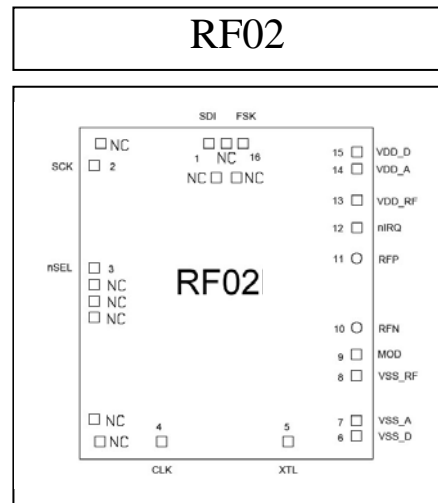 RF02
SDI FSK
NC
1 NC 16
15 VDD_D
SCK 2
14 VDD_A
NC NC
13 VDD_RF
12 nIRQ
11 RFP
nSEL 3
NC
RF02
NC
NC
10 RFN
9 MOD
8 VSS_RF
NC 4 5 7 VSS_A
NC 6 VSS_D
CLK XTL